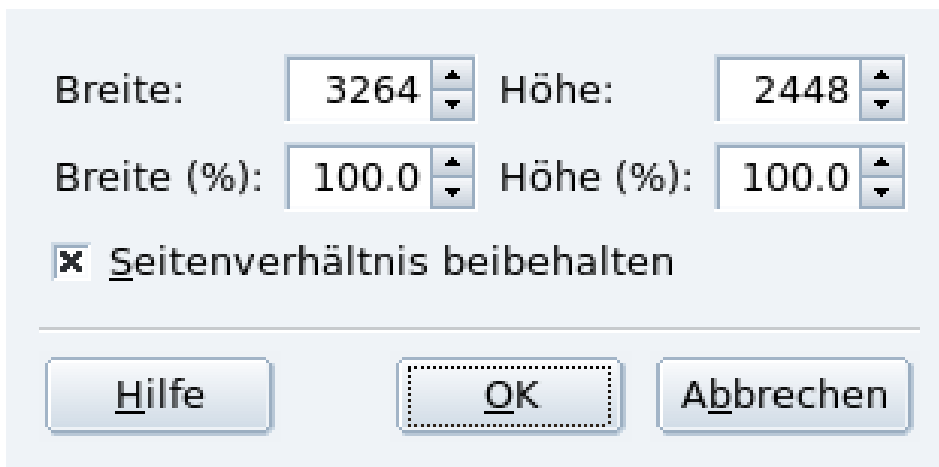 Breite: 3264 Höhe: 2448
Breite (%): 100.0 Höhe (%): 100.0
Seitenverhältnis beibehalten
Hilfe OK Abbrechen